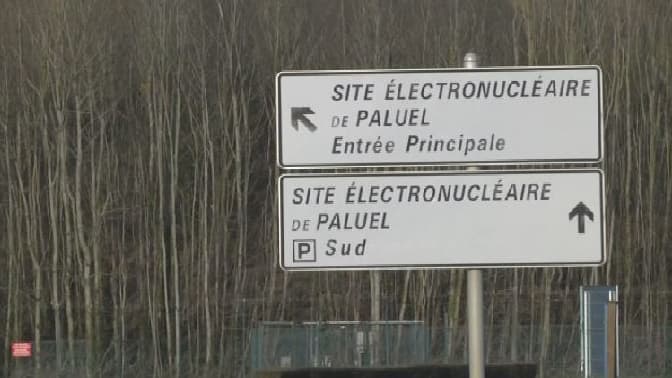 SITE ÉLECTRONUCLÉAIRE
DE PALUEL
Entrée Principale
SITE ÉLECTRONUCLÉAIRE
DE PALUEL
P Sud